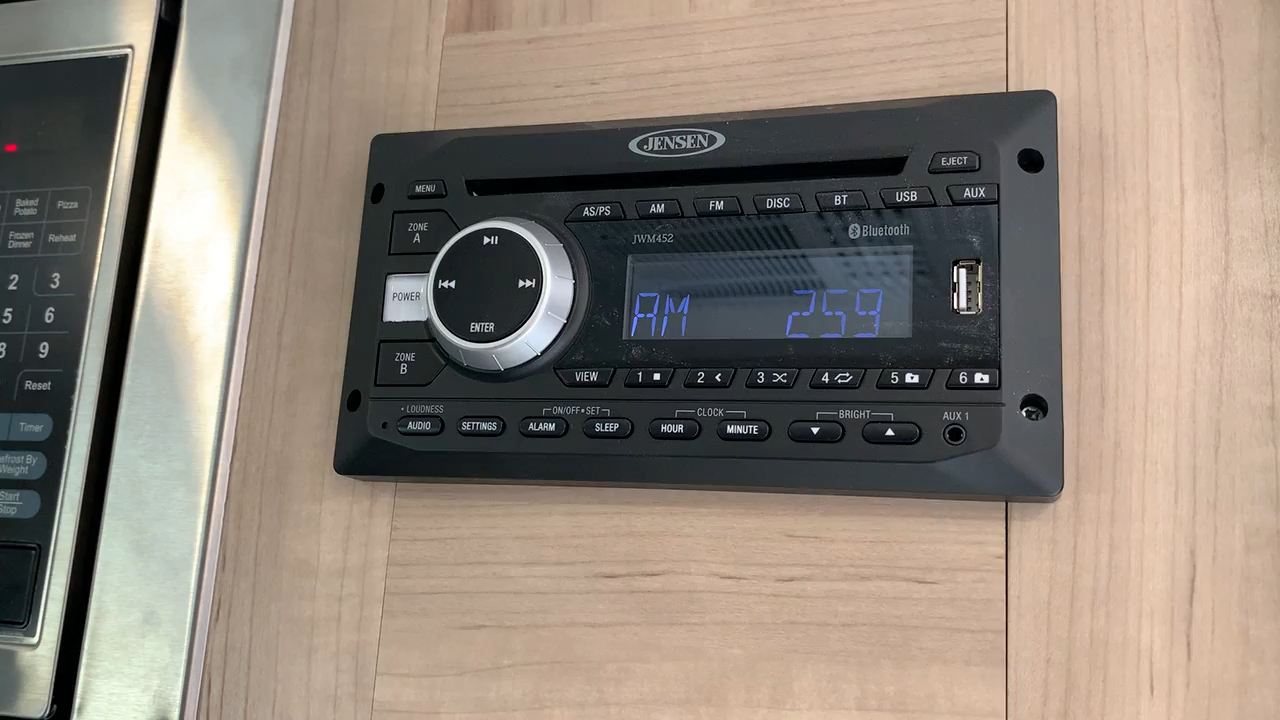 JENSEN
EJECT
MENU
AS/PS AM FM DISC BT USB AUX
ZONE A
JWM452
Bluetooth
POWER
ENTER
AM 259
ZONE B
VIEW 1 2 3 4 5 6
• LOUDNESS
ON/OFF•SET
CLOCK
BRIGHT
AUX 1
AUDIO SETTINGS ALARM SLEEP HOUR MINUTE
Baked Potato
Pizza
Frozen Dinner
Reheat
2 3
5 6
8 9
Reset
Timer
Weight
Start
Stop